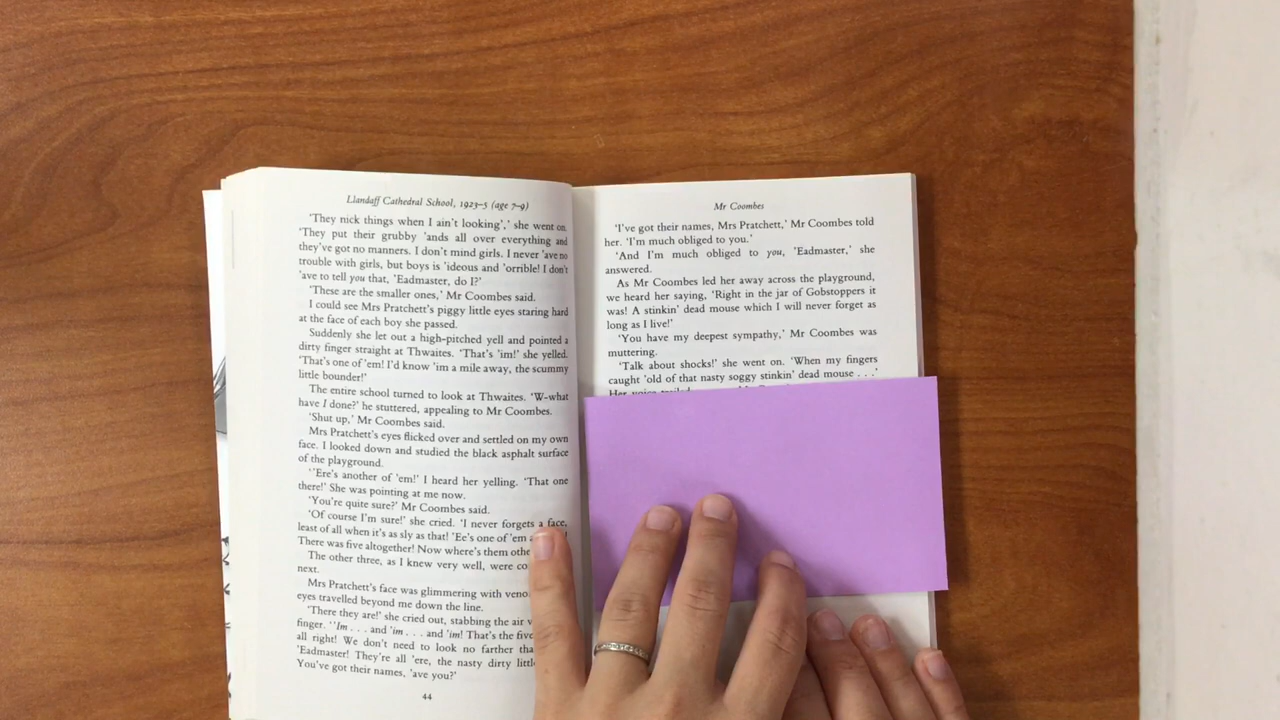 Llandaff Cathedral School, 1923–5 (age 7–9)
'They nick things when I ain't looking',' she went on.
'They put their grubby 'ands all over everything and
they've got no manners. I don't mind girls. I never 'ave no
trouble with girls, but boys is 'ideous and 'orrible! I don't
'ave to tell you that, 'Eadmaster, do I?'
'These are the smaller ones,' Mr Coombes said.
I could see Mrs Pratchett's piggy little eyes staring hard
at the face of each boy she passed.
Suddenly she let out a high-pitched yell and pointed a
dirty finger straight at Thwaites. 'That's 'im!' she yelled.
'That's one of 'em! I'd know 'im a mile away, the scummy
little bounder!'
The entire school turned to look at Thwaites. 'W-what
have I done?' he stuttered, appealing to Mr Coombes.
'Shut up,' Mr Coombes said.
Mrs Pratchett's eyes flicked over and settled on my own
face. I looked down and studied the black asphalt surface
of the playground.
''Ere's another of 'em!' I heard her yelling. 'That one
there!' She was pointing at me now.
'You're quite sure?' Mr Coombes said.
'Of course I'm sure!' she cried. 'I never forgets a face,
least of all when it's as sly as that! 'Ee's one of 'em
There was five altogether! Now where's them
The other three, as I knew very well, were
next.
Mrs Pratchett's face was glimmering with
eyes travelled beyond me down the line.
'There they are!' she cried out, stabbing the air
finger. ''Im . . . and 'im . . . and 'im! That's the five
all right! We don't need to look no farther
'Eadmaster! They're all 'ere, the nasty dirty
You've got their names, 'ave you?'
44
Mr Coombes
'I've got their names, Mrs Pratchett,' Mr Coombes told
her. 'I'm much obliged to you.'
'And I'm much obliged to you, 'Eadmaster,' she
answered.
As Mr Coombes led her away across the playground,
we heard her saying, 'Right in the jar of Gobstoppers it
was! A stinkin' dead mouse which I will never forget as
long as I live!'
'You have my deepest sympathy,' Mr Coombes was
muttering.
'Talk about shocks!' she went on. 'When my fingers
caught 'old of that nasty soggy stinkin' dead mouse . . .'
Her voice trailed